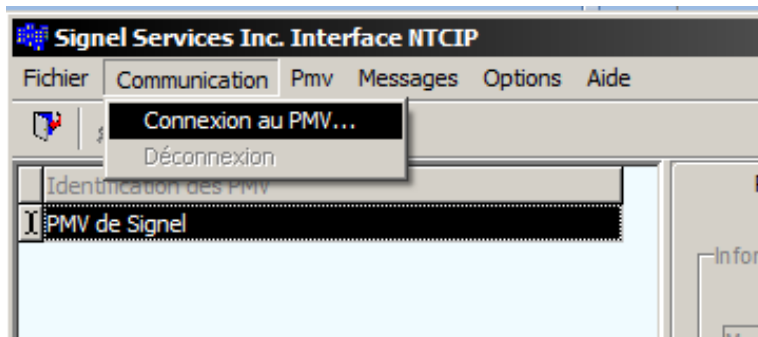 Signel Services Inc. Interface NTCIP
Fichier Communication Pmv Messages Options Aide
Connexion au PMV...
Déconnexion
Identification des PMV
PMV de Signel